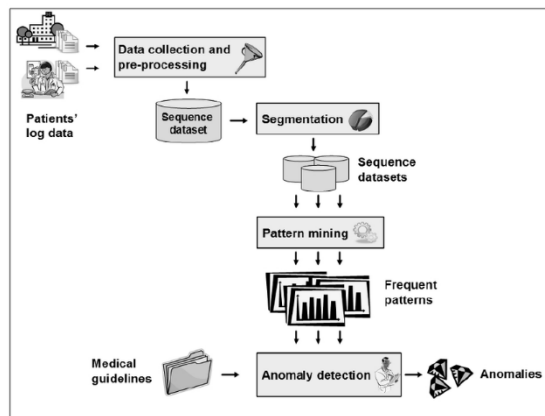 Data collection and
pre-processing
Patients'
log data
Sequence
dataset
Segmentation
Sequence
datasets
Pattern mining
Frequent
patterns
Medical
guidelines
Anomaly detection
Anomalies